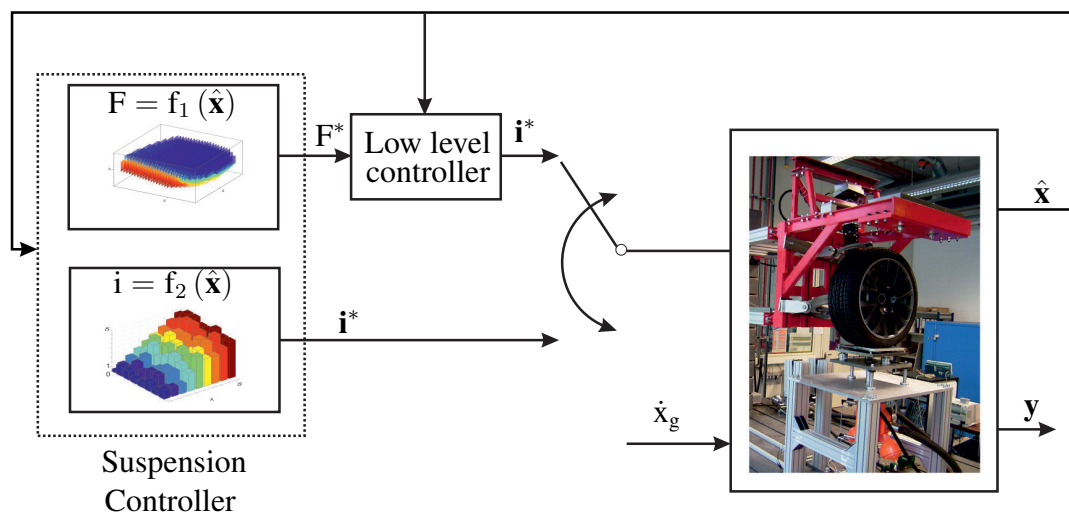 F = f₁ (x̂)
F*
Low level
controller
i*
x̂
i = f₂ (x̂)
i*
ẋg
y
Suspension
Controller